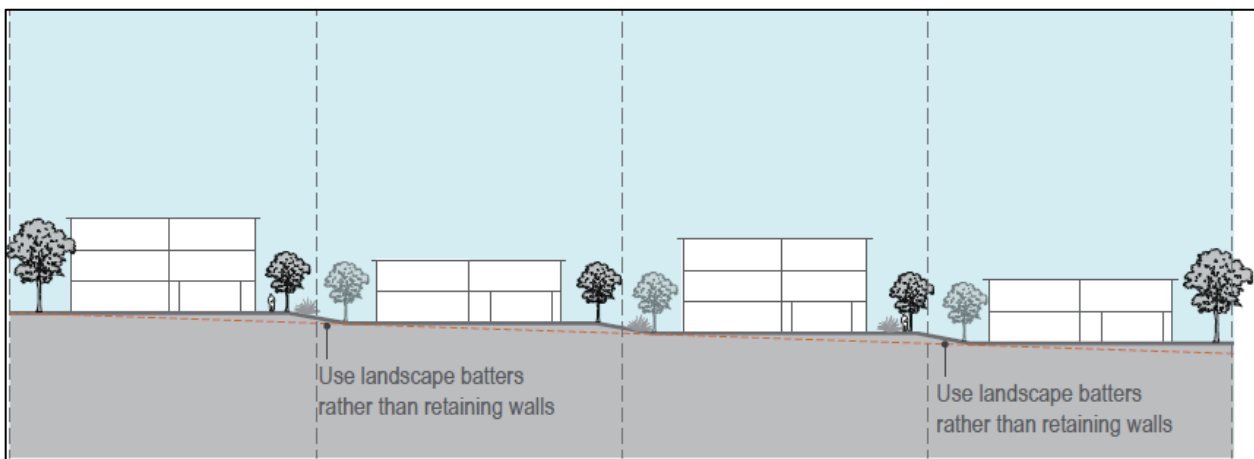 Use landscape batters
rather than retaining walls
Use landscape batters
rather than retaining walls